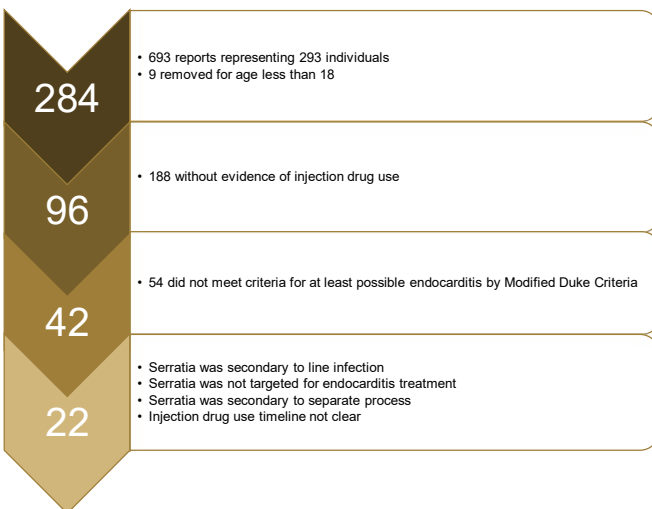 284
• 693 reports representing 293 individuals
• 9 removed for age less than 18
96
• 188 without evidence of injection drug use
42
• 54 did not meet criteria for at least possible endocarditis by Modified Duke Criteria
22
• Serratia was secondary to line infection
• Serratia was not targeted for endocarditis treatment
• Serratia was secondary to separate process
• Injection drug use timeline not clear